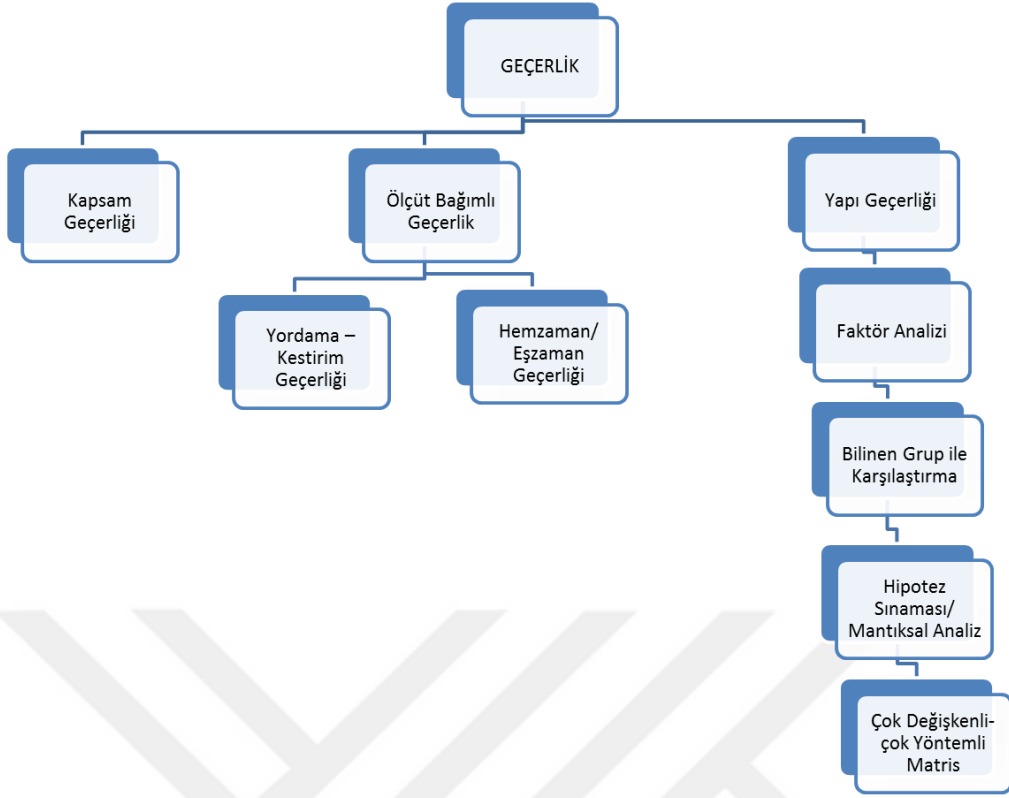 GEÇERLİK
Kapsam
Geçerliği
Ölçüt Bağımlı
Geçerlik
Yapı Geçerliği
Yordama –
Kestirim
Geçerliği
Hemzaman/
Eşzaman
Geçerliği
Faktör Analizi
Bilinen Grup ile
Karşılaştırma
Hipotez
Sınaması/
Mantıksal Analiz
Çok Değişkenli-
çok Yöntemli
Matris